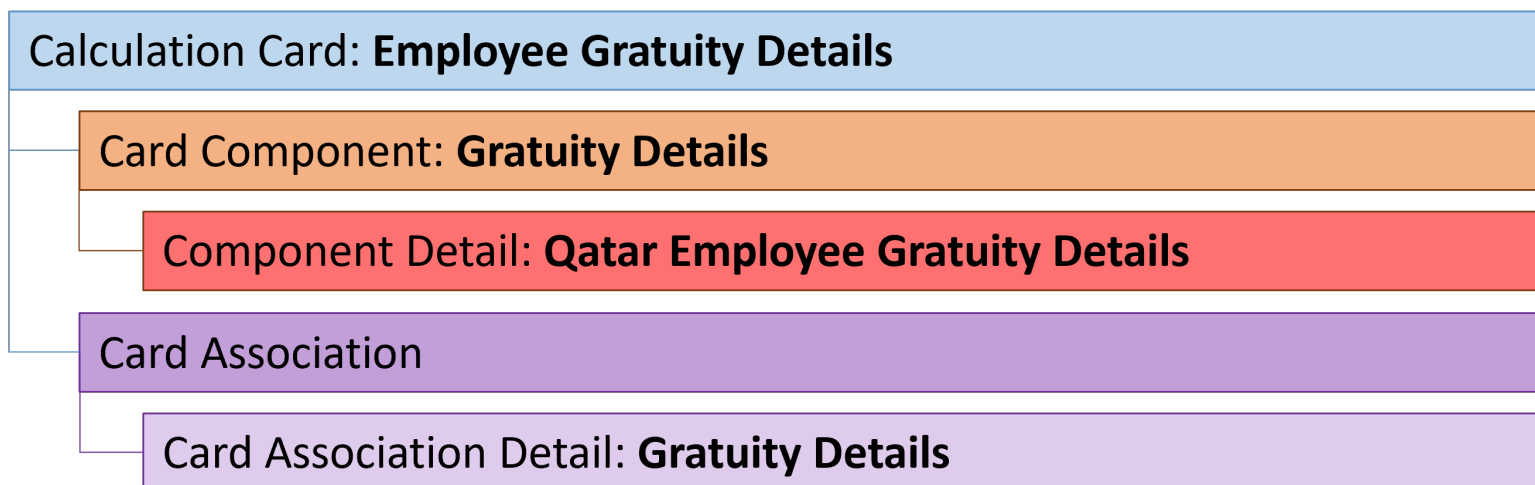 Calculation Card: Employee Gratuity Details
Card Component: Gratuity Details
Component Detail: Qatar Employee Gratuity Details
Card Association
Card Association Detail: Gratuity Details